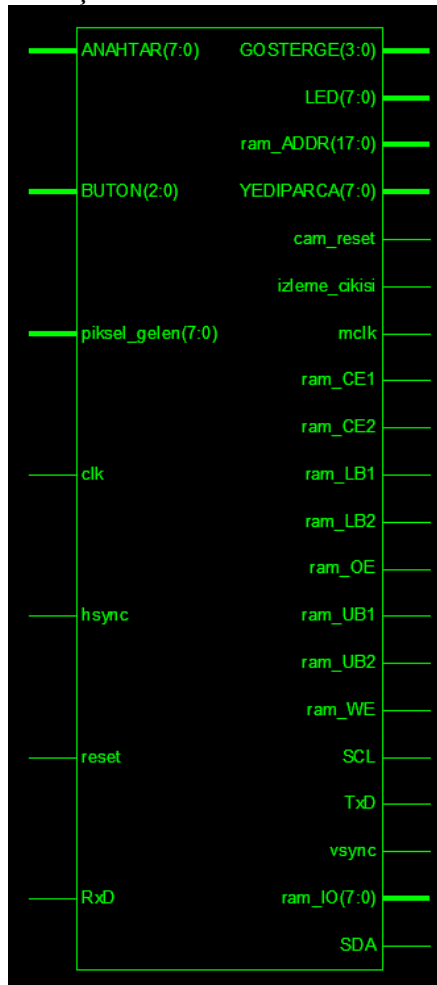 ANAHTAR(7:0)
GOSTERGE(3:0)
LED(7:0)
ram_ADDR(17:0)
BUTON(2:0)
YEDIPARCA(7:0)
cam_reset
izleme_cikisi
piksel_gelen(7:0)
mclk
ram_CE1
ram_CE2
clk
ram_LB1
ram_LB2
ram_OE
hsync
ram_UB1
ram_UB2
ram_WE
reset
SCL
TxD
vsync
RxD
ram_IO(7:0)
SDA